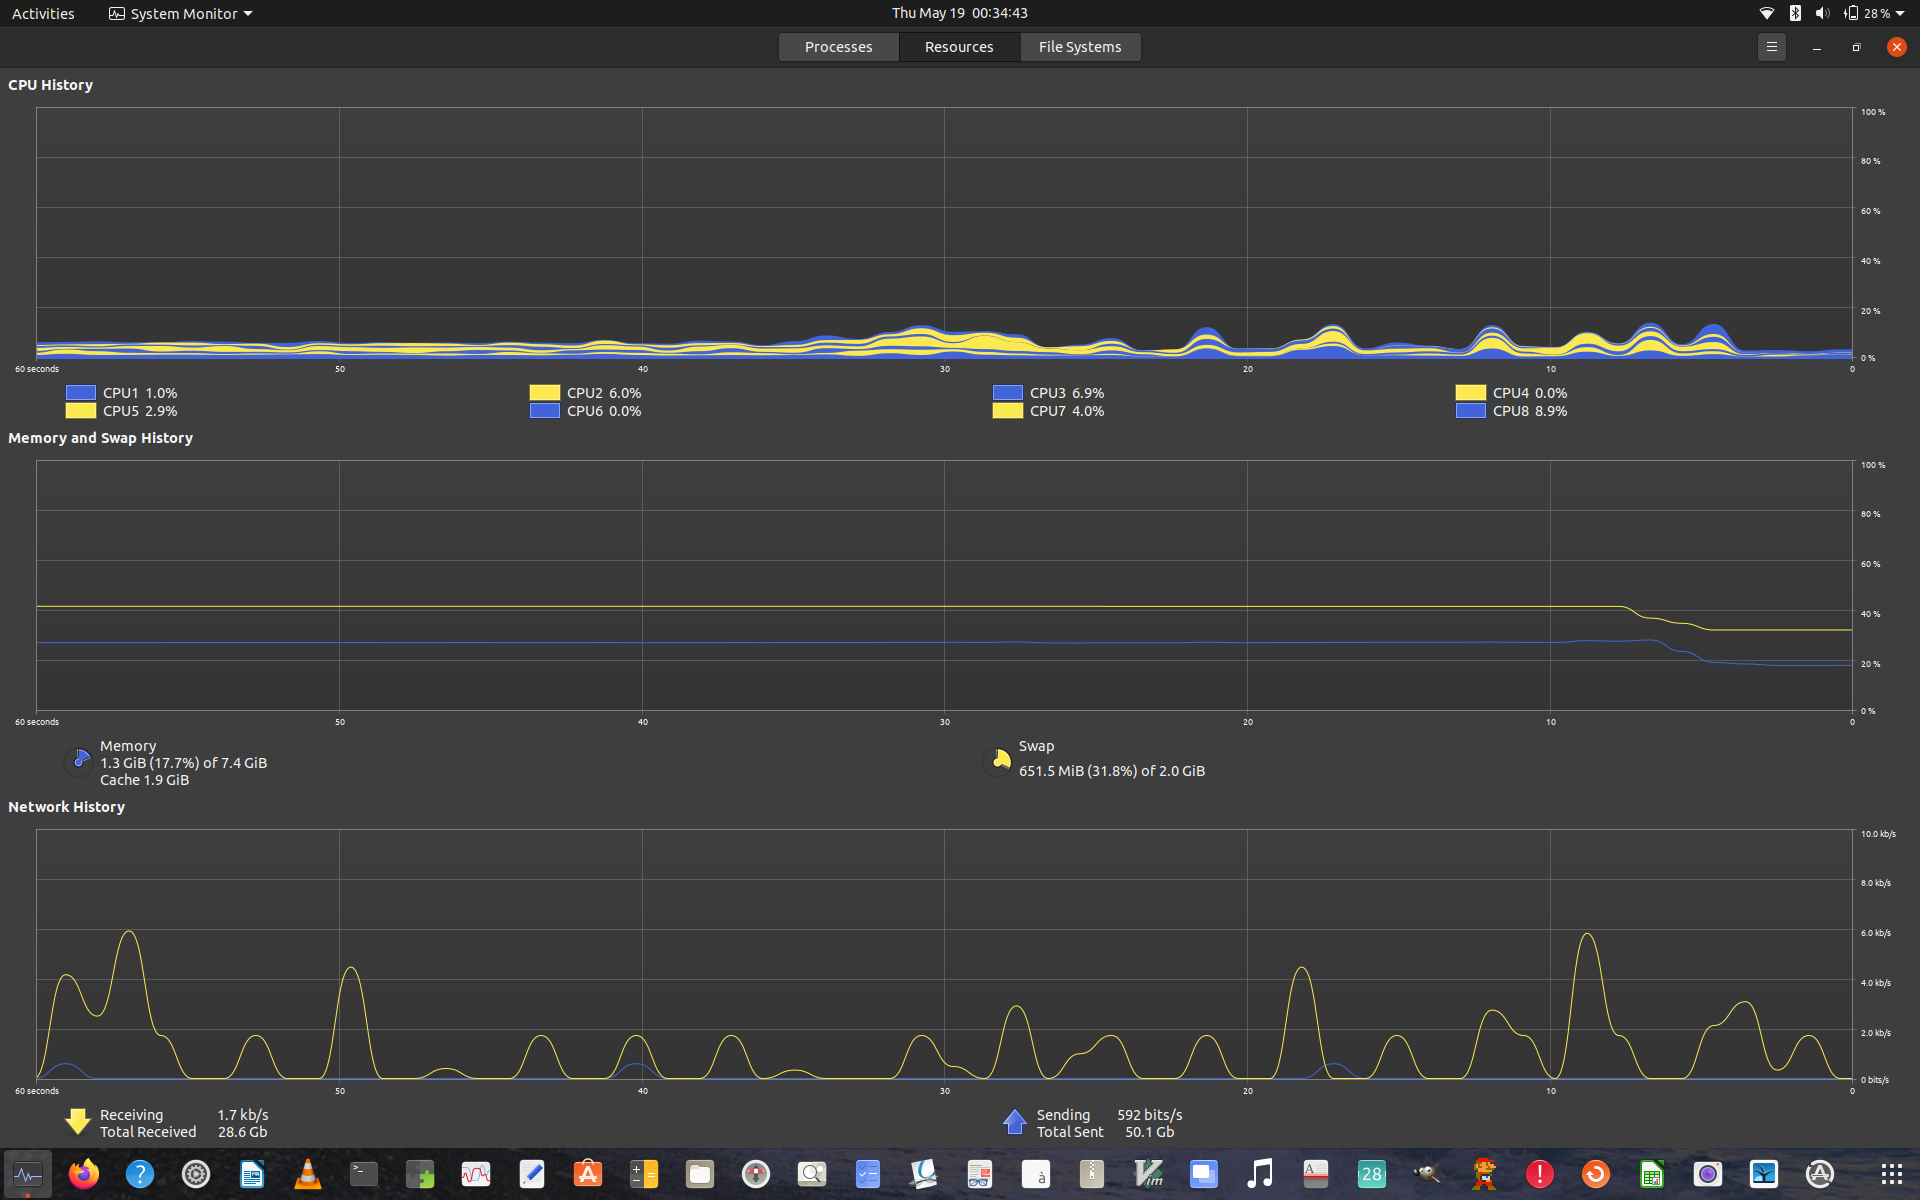 Activities System Monitor Thu May 19 00:34:43 28 %
Processes Resources File Systems
CPU History
100 %
80 %
60 %
40 %
20 %
0 %
60 seconds 50 40 30 20 10 0
CPU1 1.0% CPU2 6.0% CPU3 6.9% CPU4 0.0%
CPU5 2.9% CPU6 0.0% CPU7 4.0% CPU8 8.9%
Memory and Swap History
100 %
80 %
60 %
40 %
20 %
0 %
60 seconds 50 40 30 20 10 0
Memory
1.3 GiB (17.7%) of 7.4 GiB
Cache 1.9 GiB
Swap
651.5 MiB (31.8%) of 2.0 GiB
Network History
10.0 kb/s
8.0 kb/s
6.0 kb/s
4.0 kb/s
2.0 kb/s
0 bits/s
60 seconds 50 40 30 20 10 0
Receiving 1.7 kb/s Sending 592 bits/s
Total Received 28.6 Gb Total Sent 50.1 Gb
? >_ à Vim A 28 !